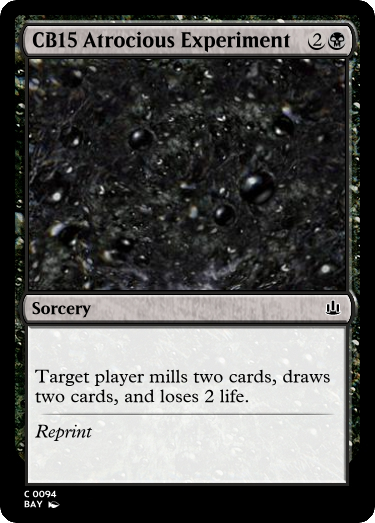 CB15 Atrocious Experiment 2
Sorcery
Target player mills two cards, draws
two cards, and loses 2 life.
Reprint
C 0094
BAY